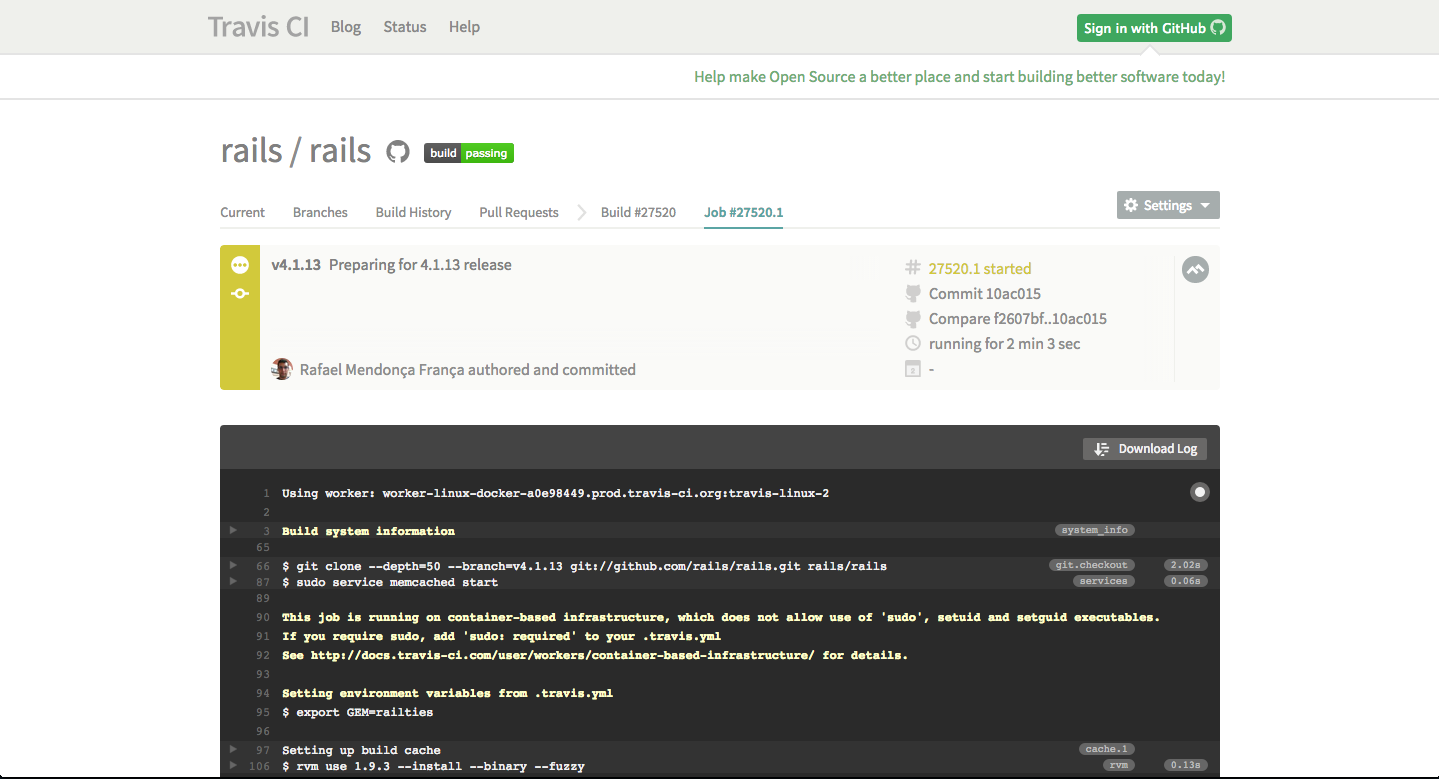 Travis CI Blog Status Help Sign in with GitHub
Help make Open Source a better place and start building better software today!
rails / rails build passing
Current Branches Build History Pull Requests Build #27520 Job #27520.1 Settings
v4.1.13 Preparing for 4.1.13 release
27520.1 started
Commit 10ac015
Compare f2607bf..10ac015
running for 2 min 3 sec
-
Rafael Mendonça França authored and committed
Download Log
1 Using worker: worker-linux-docker-a0e98449.prod.travis-ci.org:travis-linux-2
2
3 Build system information system_info
65
66 $ git clone --depth=50 --branch=v4.1.13 git://github.com/rails/rails.git rails/rails git.checkout 2.02s
87 $ sudo service memcached start services 0.06s
89
90 This job is running on container-based infrastructure, which does not allow use of 'sudo', setuid and setguid executables.
91 If you require sudo, add 'sudo: required' to your .travis.yml
92 See http://docs.travis-ci.com/user/workers/container-based-infrastructure/ for details.
93
94 Setting environment variables from .travis.yml
95 $ export GEM=railties
96
97 Setting up build cache cache.1
106 $ rvm use 1.9.3 --install --binary --fuzzy rvm 0.13s